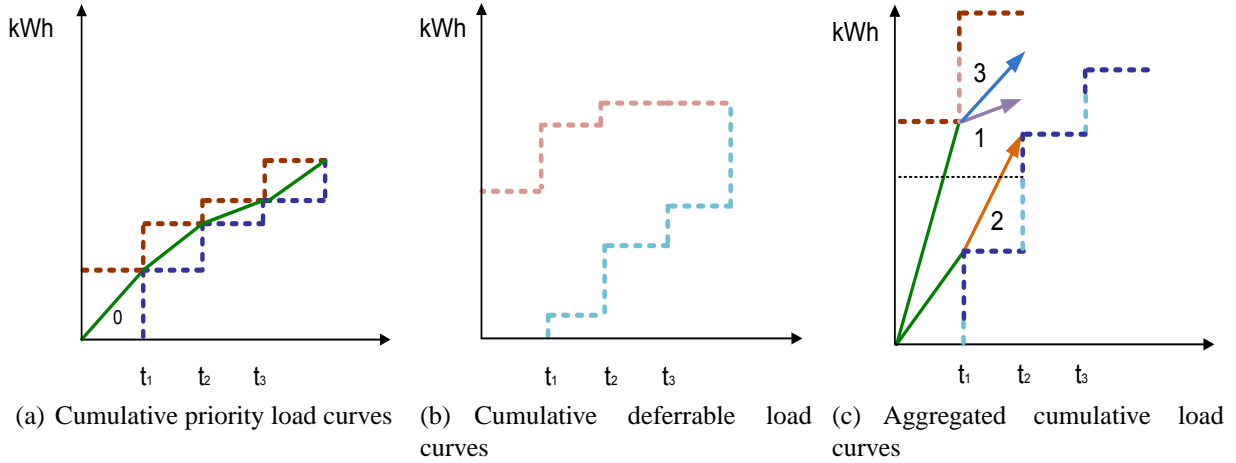 kWh
0
t1 t2 t3
(a) Cumulative priority load curves
kWh
t1 t2 t3
(b) Cumulative deferrable load
curves
kWh
3
1
2
t1 t2 t3
(c) Aggregated cumulative load
curves